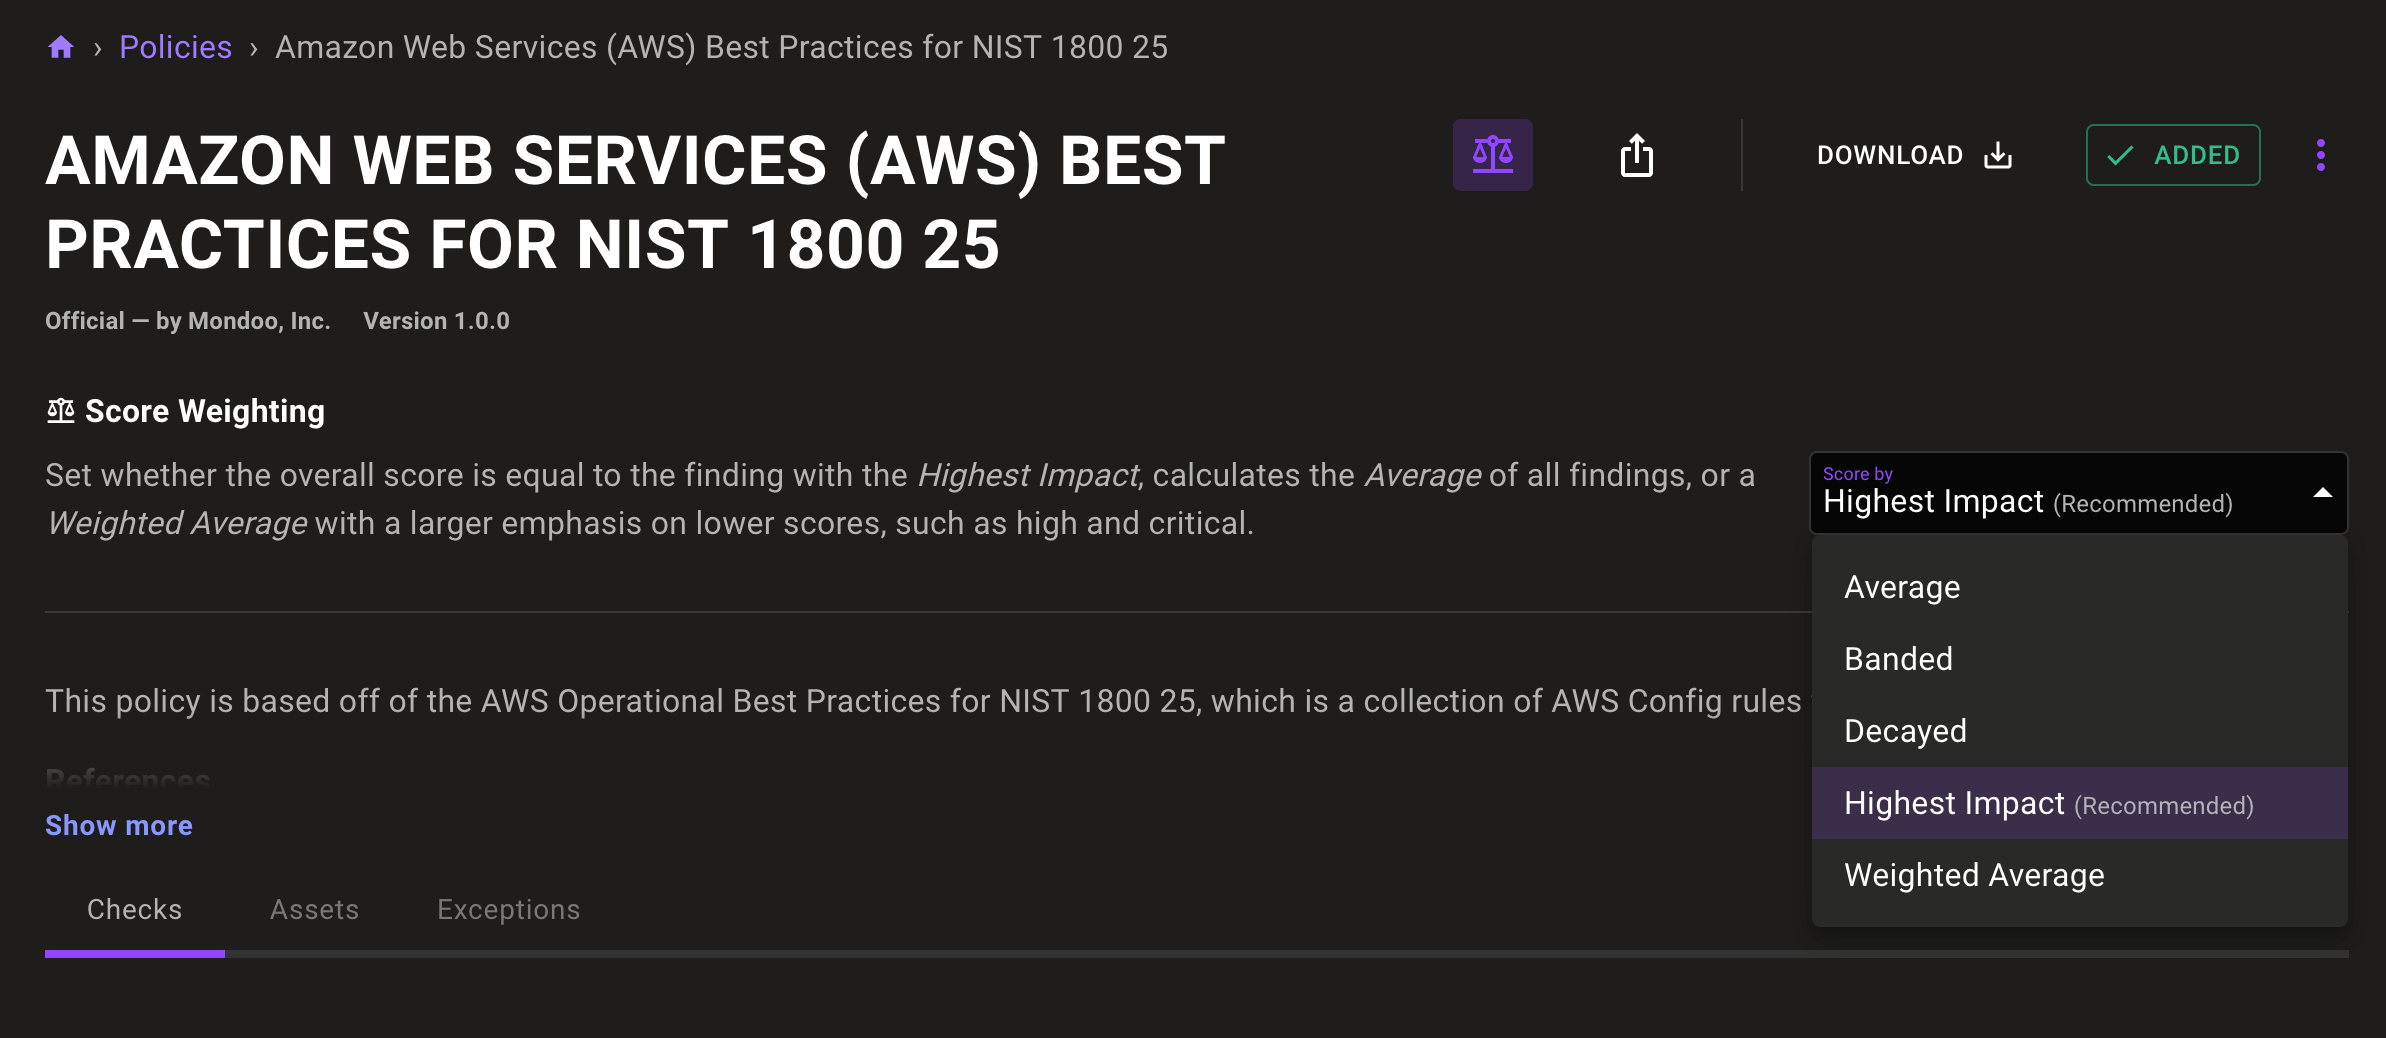 › Policies › Amazon Web Services (AWS) Best Practices for NIST 1800 25
AMAZON WEB SERVICES (AWS) BEST
PRACTICES FOR NIST 1800 25
DOWNLOAD
ADDED
Official — by Mondoo, Inc. Version 1.0.0
Score Weighting
Set whether the overall score is equal to the finding with the Highest Impact, calculates the Average of all findings, or a
Weighted Average with a larger emphasis on lower scores, such as high and critical.
Score by
Highest Impact (Recommended)
Average
Banded
Decayed
Highest Impact (Recommended)
Weighted Average
This policy is based off of the AWS Operational Best Practices for NIST 1800 25, which is a collection of AWS Config rules
References
Show more
Checks Assets Exceptions